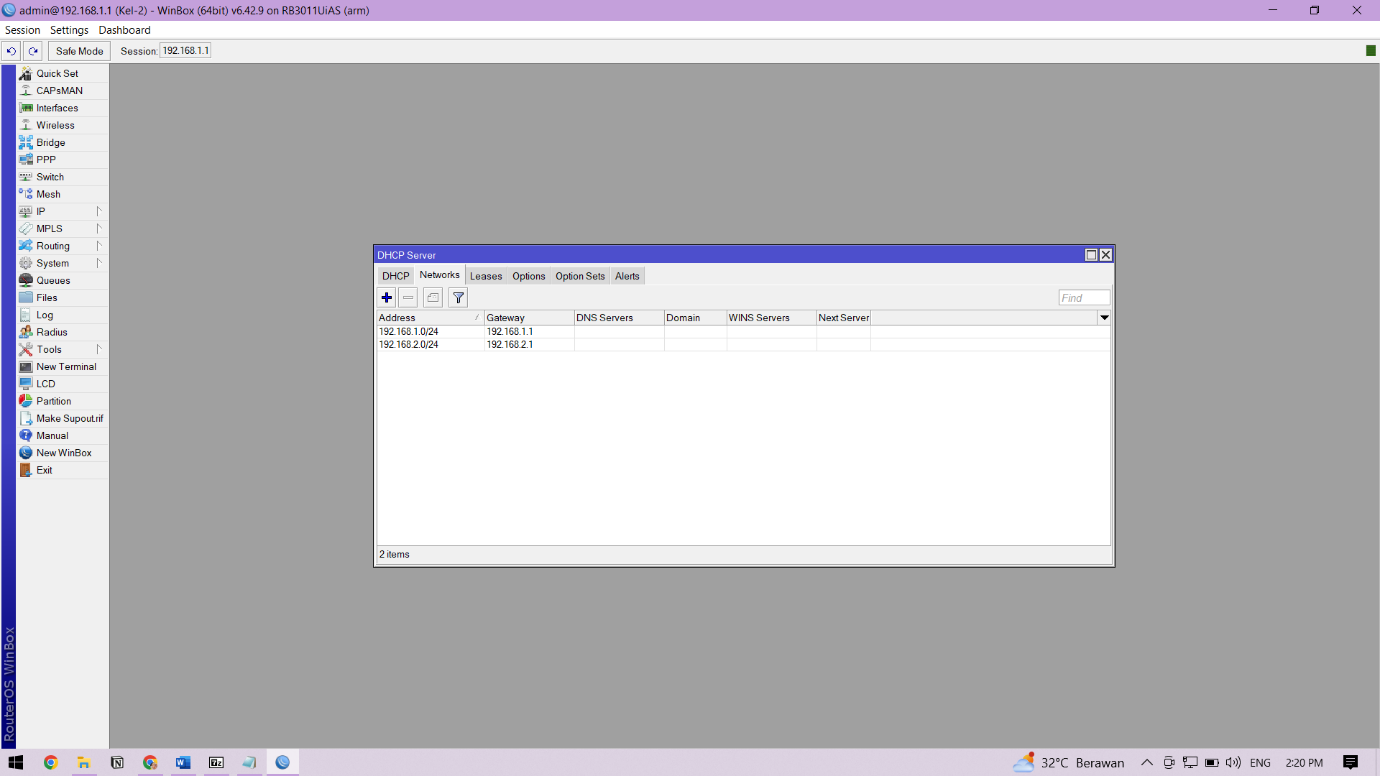 admin@192.168.1.1 (Kel-2) - WinBox (64bit) v6.42.9 on RB3011UiAS (arm)
Session Settings Dashboard
Safe Mode Session: 192.168.1.1
Quick Set
CAPsMAN
Interfaces
Wireless
Bridge
PPP
Switch
Mesh
IP
MPLS
Routing
System
Queues
Files
Log
Radius
Tools
New Terminal
LCD
Partition
Make Supout.rif
Manual
New WinBox
Exit
RouterOS WinBox
DHCP Server
DHCP Networks Leases Options Option Sets Alerts
Find
Address Gateway DNS Servers Domain WINS Servers Next Server
192.168.1.0/24 192.168.1.1
192.168.2.0/24 192.168.2.1
2 items
32°C Berawan ENG 2:20 PM